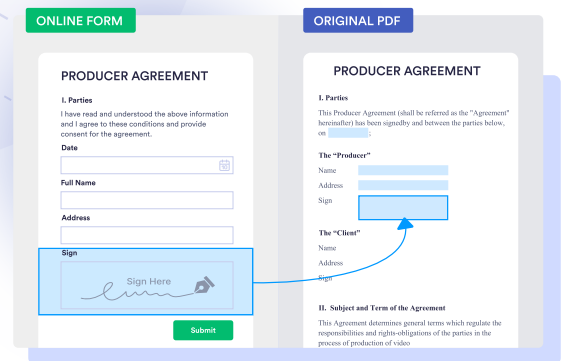 ONLINE FORM
PRODUCER AGREEMENT
I. Parties
I have read and understood the above information
and I agree to these conditions and provide
consent for the agreement.
Date
Full Name
Address
Sign
Sign Here
Submit
ORIGINAL PDF
PRODUCER AGREEMENT
I. Parties
This Producer Agreement (shall be referred as the "Agreement"
hereinafter) has been signedby and between the parties below,
on ;
The "Producer"
Name
Address
Sign
The "Client"
Name
Address
Sign
II. Subject and Term of the Agreement
This Agreement determines general terms which regulate the
responsibilities and rights-obligations of the parties in the
process of production of video